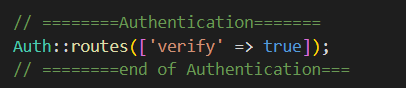 // ========Authentication=======
Auth::routes(['verify' => true]);
// ========end of Authentication===